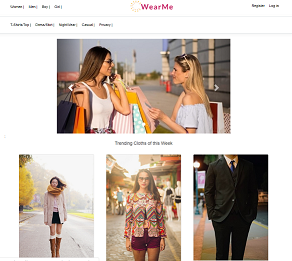 WearMe
Women | Men | Boy | Girl |
Register Log in
T-Shirts/Top | Dress/Skirt | NightWear | Casual | Privacy |
Trending Cloths of this Week